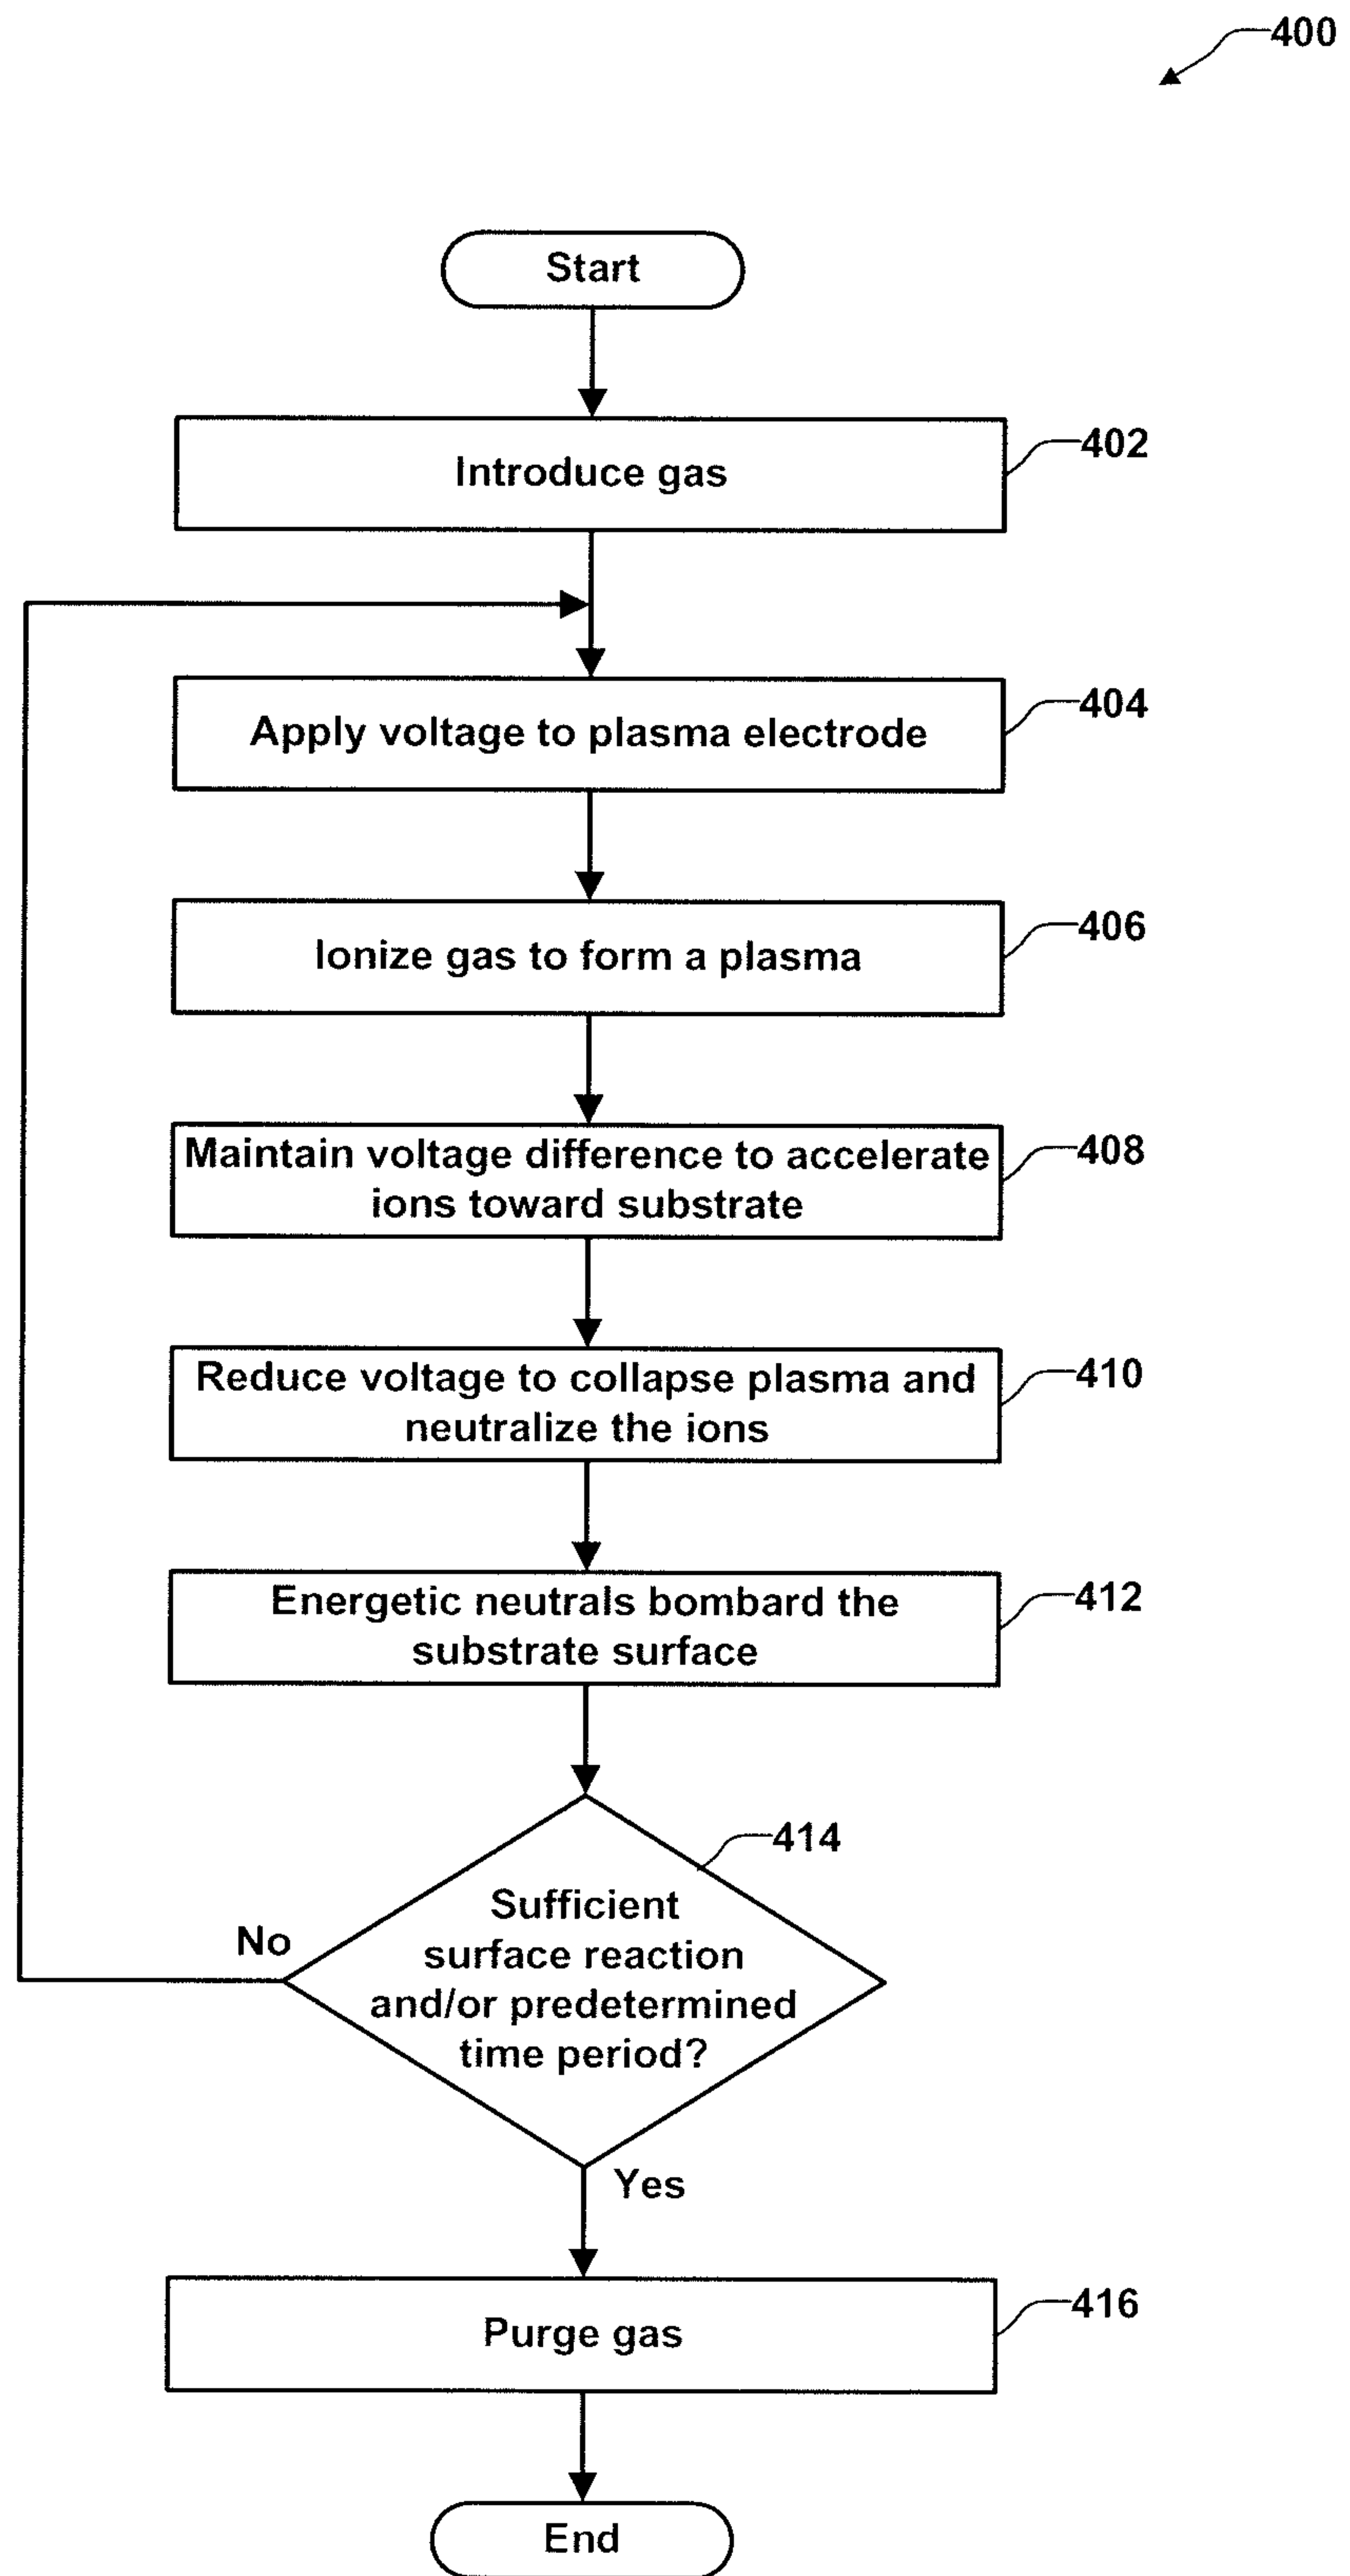 400
Start
Introduce gas
402
Apply voltage to plasma electrode
404
Ionize gas to form a plasma
406
Maintain voltage difference to accelerate
ions toward substrate
408
Reduce voltage to collapse plasma and
neutralize the ions
410
Energetic neutrals bombard the
substrate surface
412
414
Sufficient
surface reaction
and/or predetermined
time period?
No
Yes
Purge gas
416
End